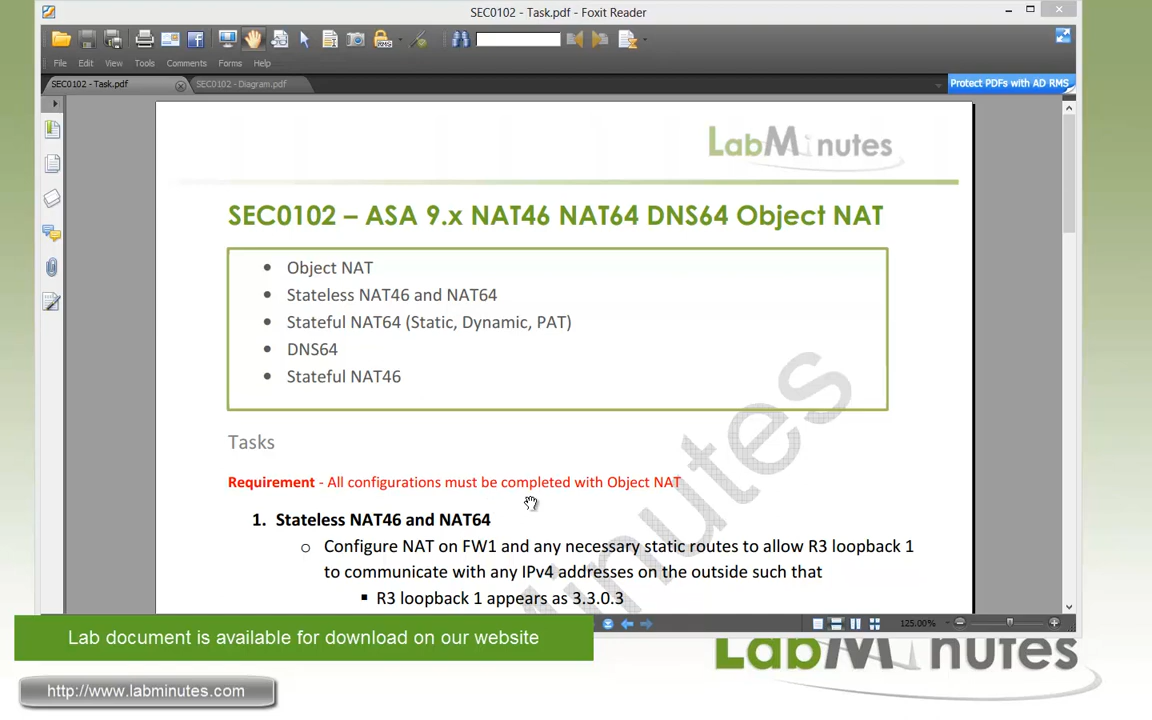 SEC0102 - Task.pdf - Foxit Reader
File Edit View Tools Comments Forms Help
SEC0102 - Task.pdf SEC0102 - Diagram.pdf
Protect PDFs with AD RMS
LabMinutes
SEC0102 – ASA 9.x NAT46 NAT64 DNS64 Object NAT
• Object NAT
• Stateless NAT46 and NAT64
• Stateful NAT64 (Static, Dynamic, PAT)
• DNS64
• Stateful NAT46
Tasks
Requirement - All configurations must be completed with Object NAT
1. Stateless NAT46 and NAT64
o Configure NAT on FW1 and any necessary static routes to allow R3 loopback 1
to communicate with any IPv4 addresses on the outside such that
▪ R3 loopback 1 appears as 3.3.0.3
Minutes
125.00%
Lab document is available for download on our website
LabMinutes
http://www.labminutes.com